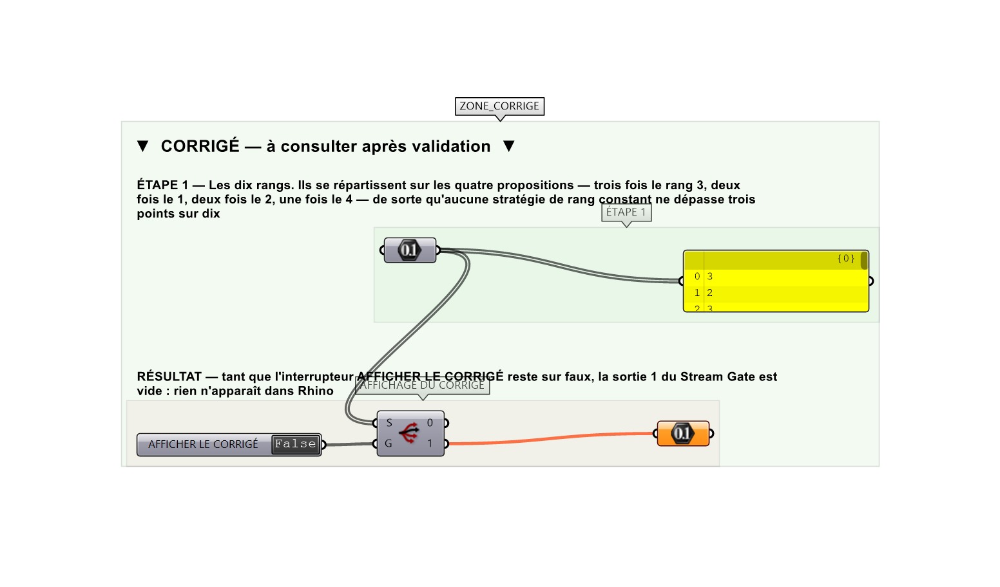 ZONE_CORRIGE
▼ CORRIGÉ — à consulter après validation ▼
ÉTAPE 1 — Les dix rangs. Ils se répartissent sur les quatre propositions — trois fois le rang 3, deux
fois le 1, deux fois le 2, une fois le 4 — de sorte qu'aucune stratégie de rang constant ne dépasse trois
points sur dix
ÉTAPE 1
0.1
{0}
0 3
1 2
2 3
RÉSULTAT — tant que l'interrupteur AFFICHER LE CORRIGÉ reste sur faux, la sortie 1 du Stream Gate est
vide : rien n'apparaît dans Rhino
AFFICHAGE DU CORRIGÉ
S 0
G 1
AFFICHER LE CORRIGÉ False
0.1